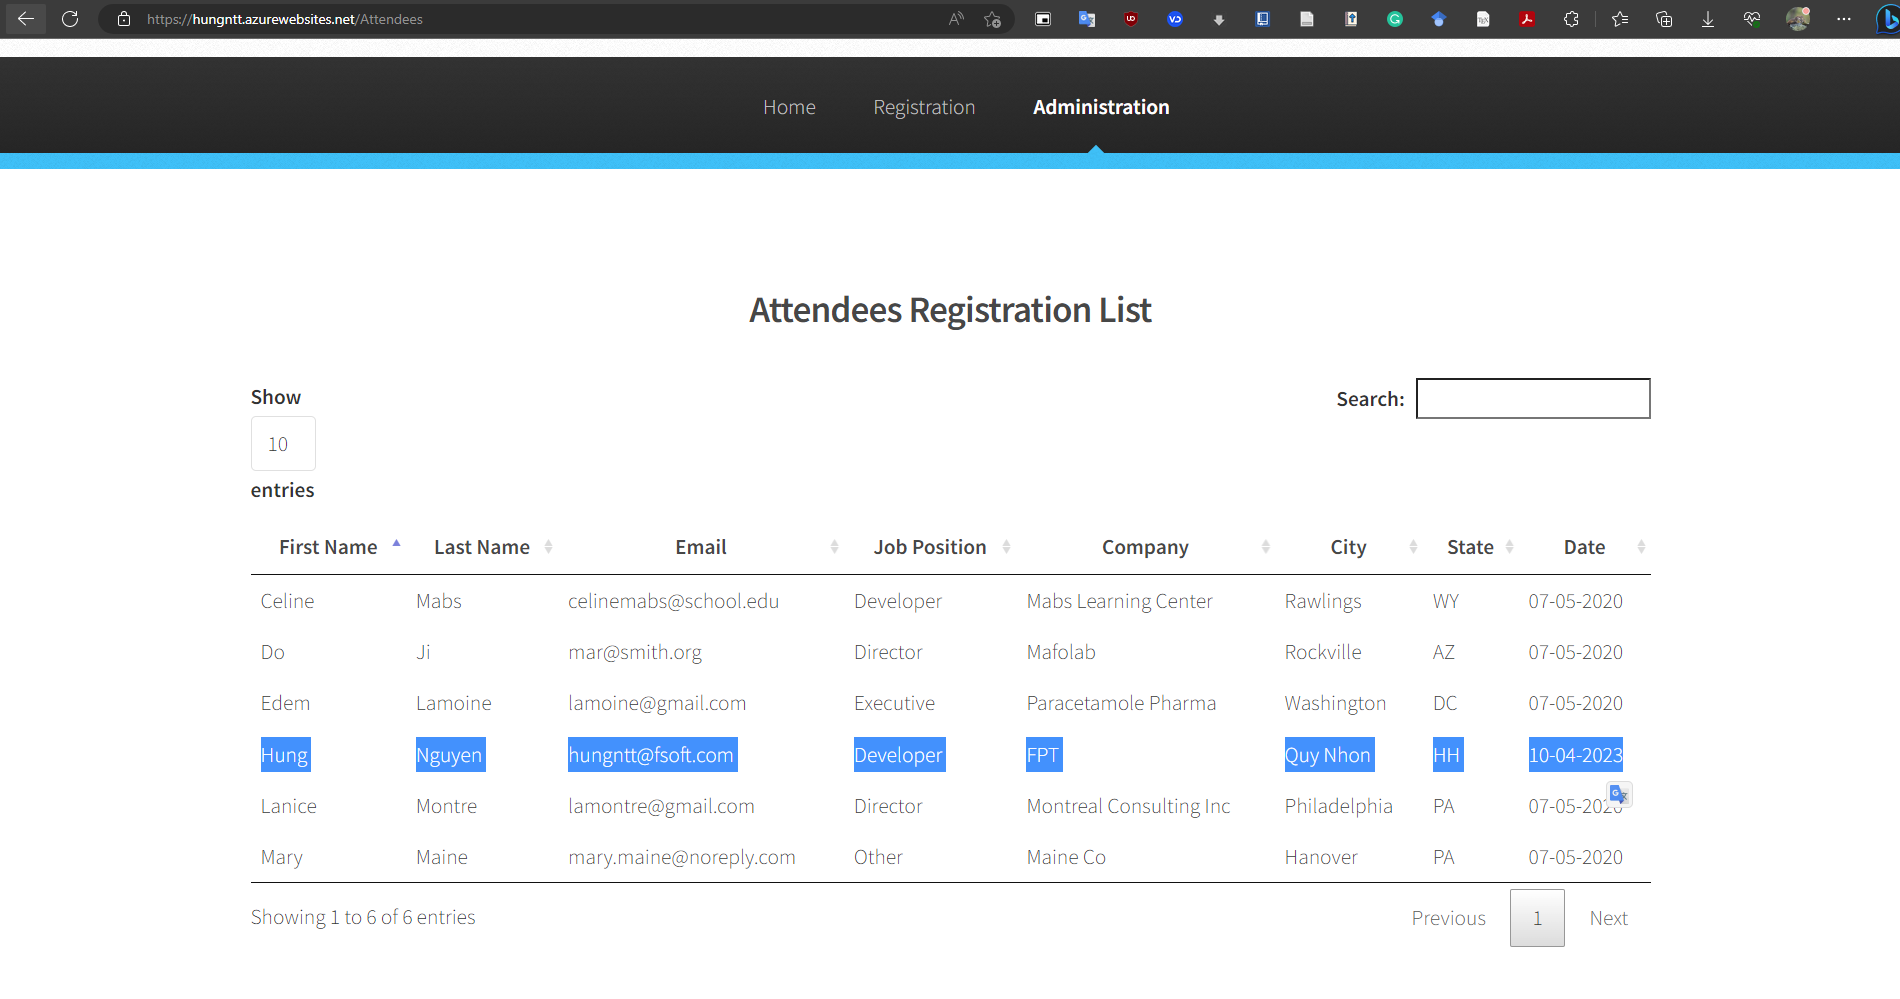 https://hungntt.azurewebsites.net/Attendees
Home Registration Administration
Attendees Registration List
Show
10
entries
Search:
First Name Last Name Email Job Position Company City State Date
Celine Mabs celinemabs@school.edu Developer Mabs Learning Center Rawlings WY 07-05-2020
Do Ji mar@smith.org Director Mafolab Rockville AZ 07-05-2020
Edem Lamoine lamoine@gmail.com Executive Paracetamole Pharma Washington DC 07-05-2020
Hung Nguyen hungntt@fsoft.com Developer FPT Quy Nhon HH 10-04-2023
Lanice Montre lamontre@gmail.com Director Montreal Consulting Inc Philadelphia PA 07-05-2020
Mary Maine mary.maine@noreply.com Other Maine Co Hanover PA 07-05-2020
Showing 1 to 6 of 6 entries
Previous 1 Next